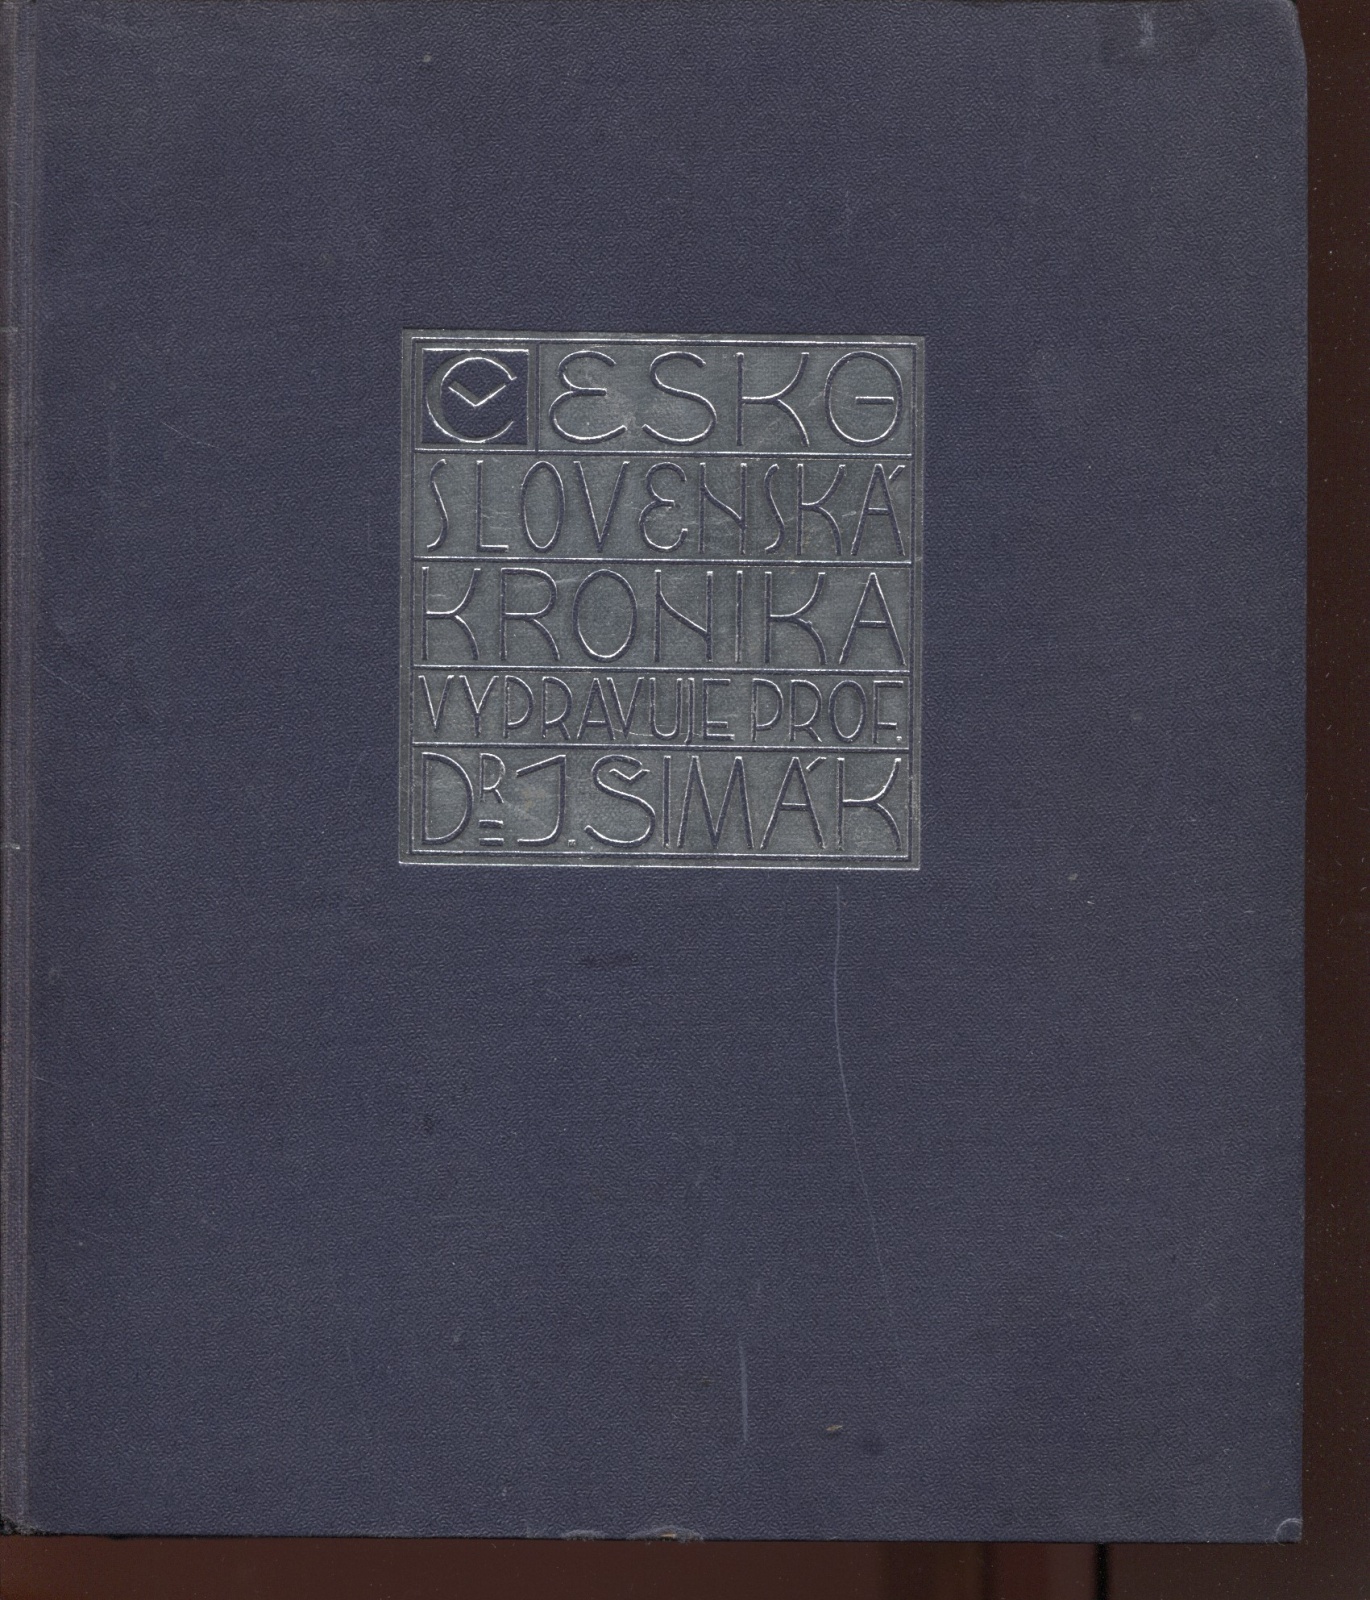 ČESKO
SLOVENSKÁ
KRONIKA
VYPRAVUJE PROF.
DR J. ŠIMÁK